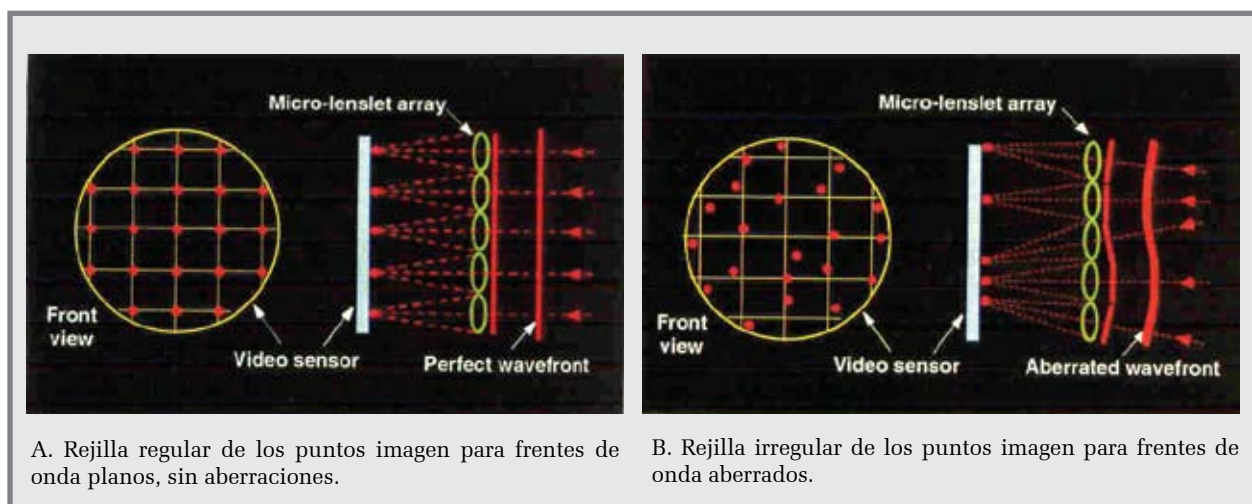 Micro-lenslet array
Front
view
Video sensor
Perfect wavefront
Micro-lenslet array
Front
view
Video sensor
Aberrated wavefront
A. Rejilla regular de los puntos imagen para frentes de
onda planos, sin aberraciones.
B. Rejilla irregular de los puntos imagen para frentes de
onda aberrados.